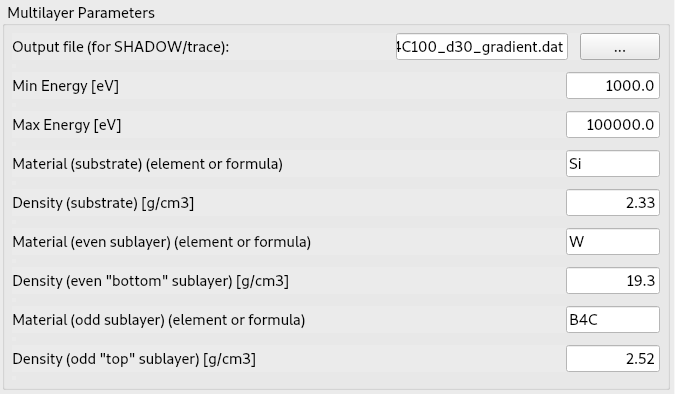 Multilayer Parameters
Output file (for SHADOW/trace): 4C100_d30_gradient.dat ...
Min Energy [eV] 1000.0
Max Energy [eV] 100000.0
Material (substrate) (element or formula) Si
Density (substrate) [g/cm3] 2.33
Material (even sublayer) (element or formula) W
Density (even "bottom" sublayer) [g/cm3] 19.3
Material (odd sublayer) (element or formula) B4C
Density (odd "top" sublayer) [g/cm3] 2.52